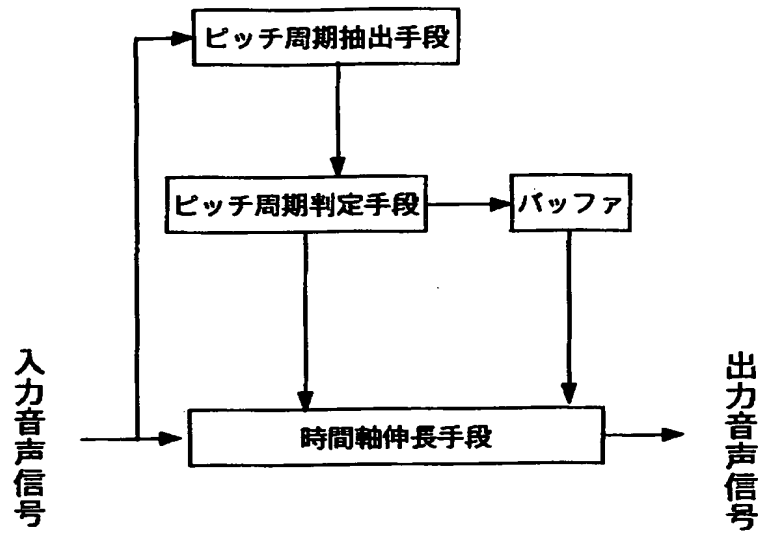 ピッチ周期抽出手段
ピッチ周期判定手段
バッファ
入力音声信号
時間軸伸長手段
出力音声信号